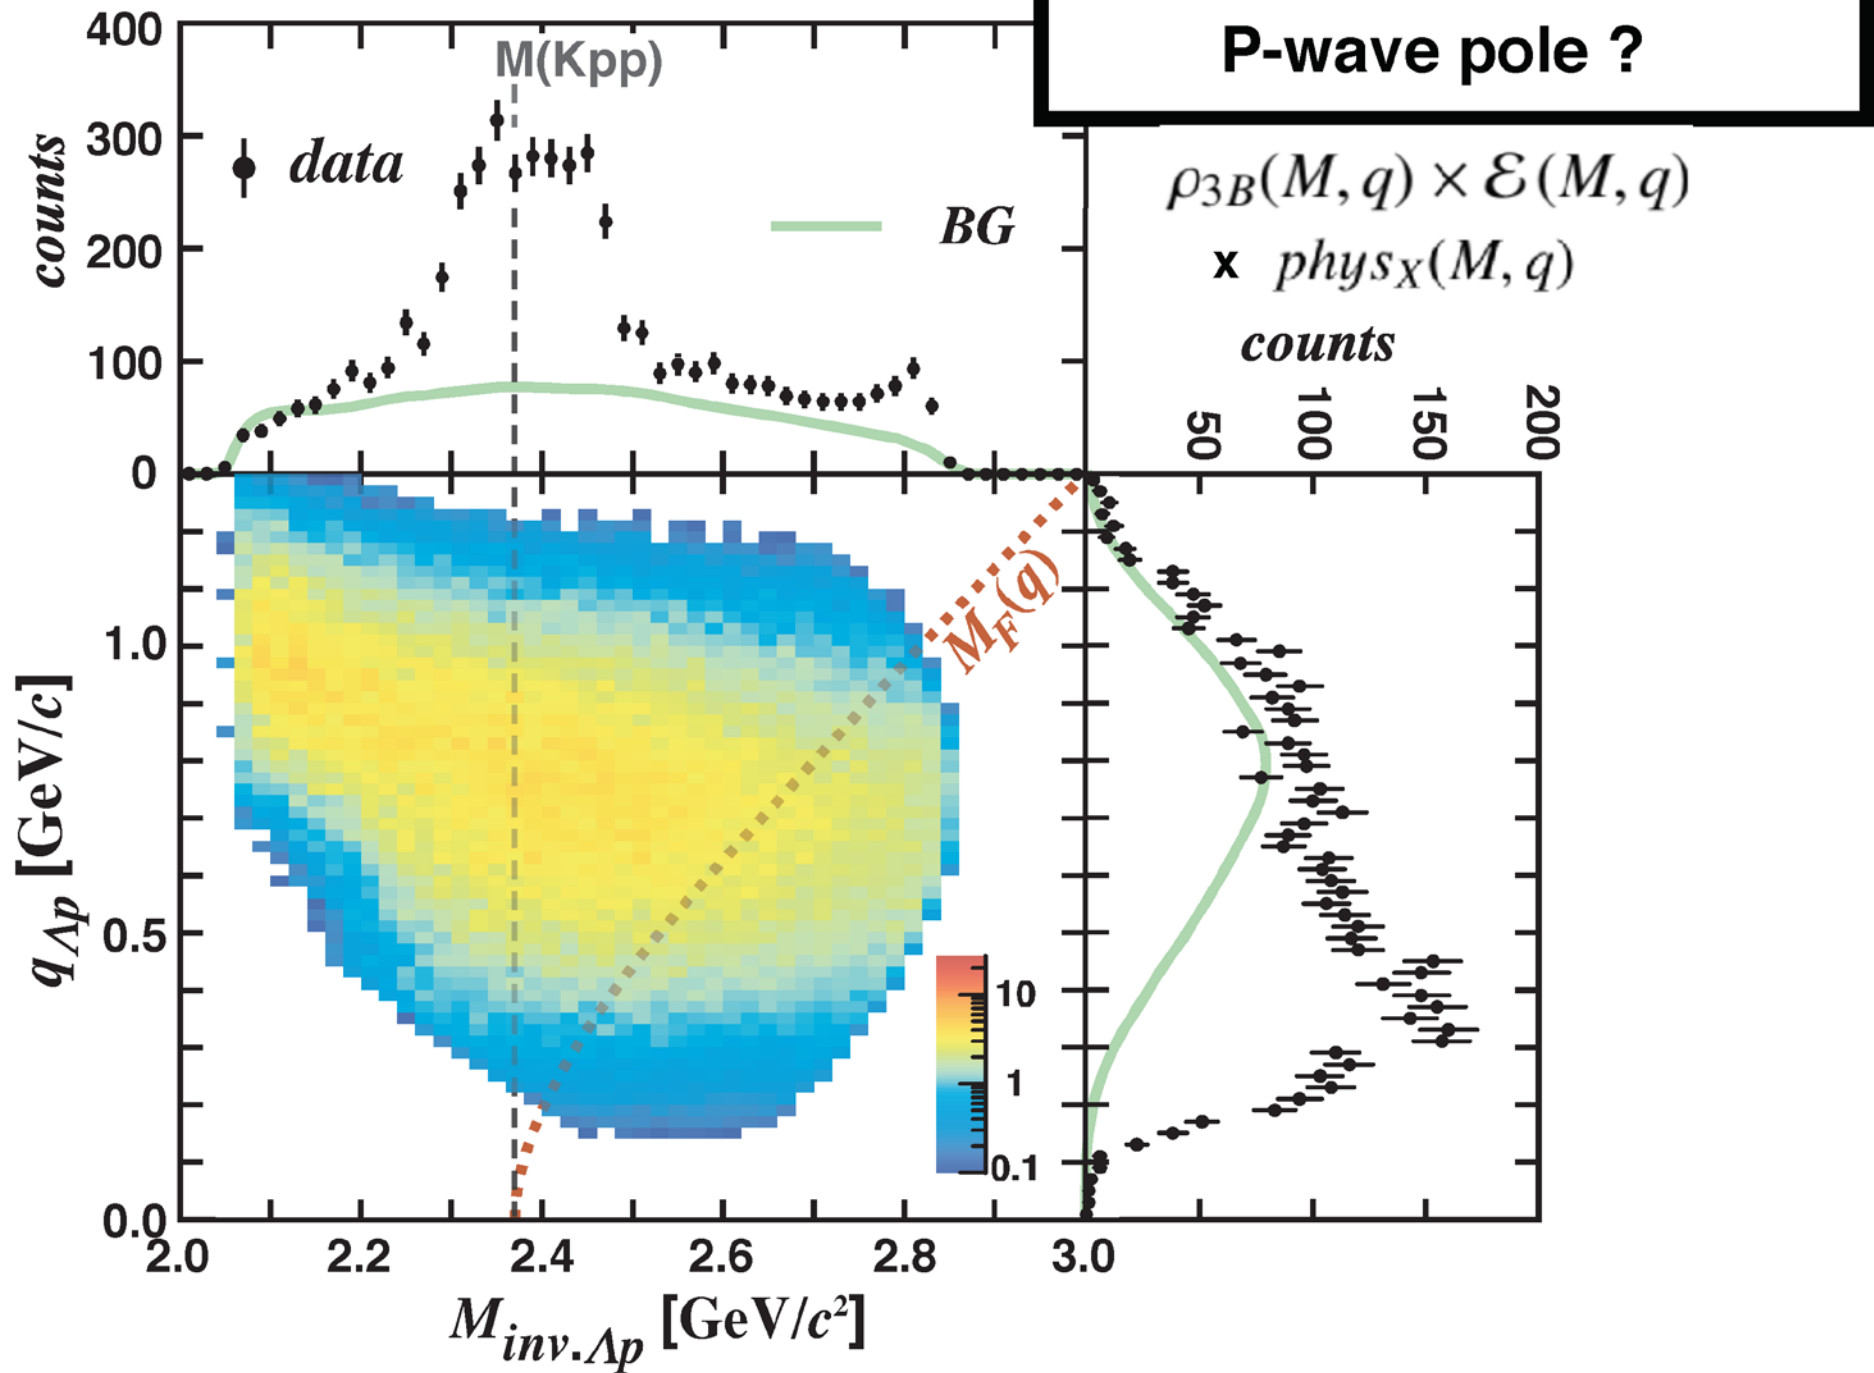 P-wave pole ?
400
M(Kpp)
300
data
counts
200
BG
100
0
ρ3B(M, q) × ℰ(M, q)
x physX(M, q)
counts
50
100
150
200
MF(q)
1.0
qΛp [GeV/c]
0.5
0.0
10
1
0.1
2.0
2.2
2.4
2.6
2.8
3.0
Minv.Λp [GeV/c²]